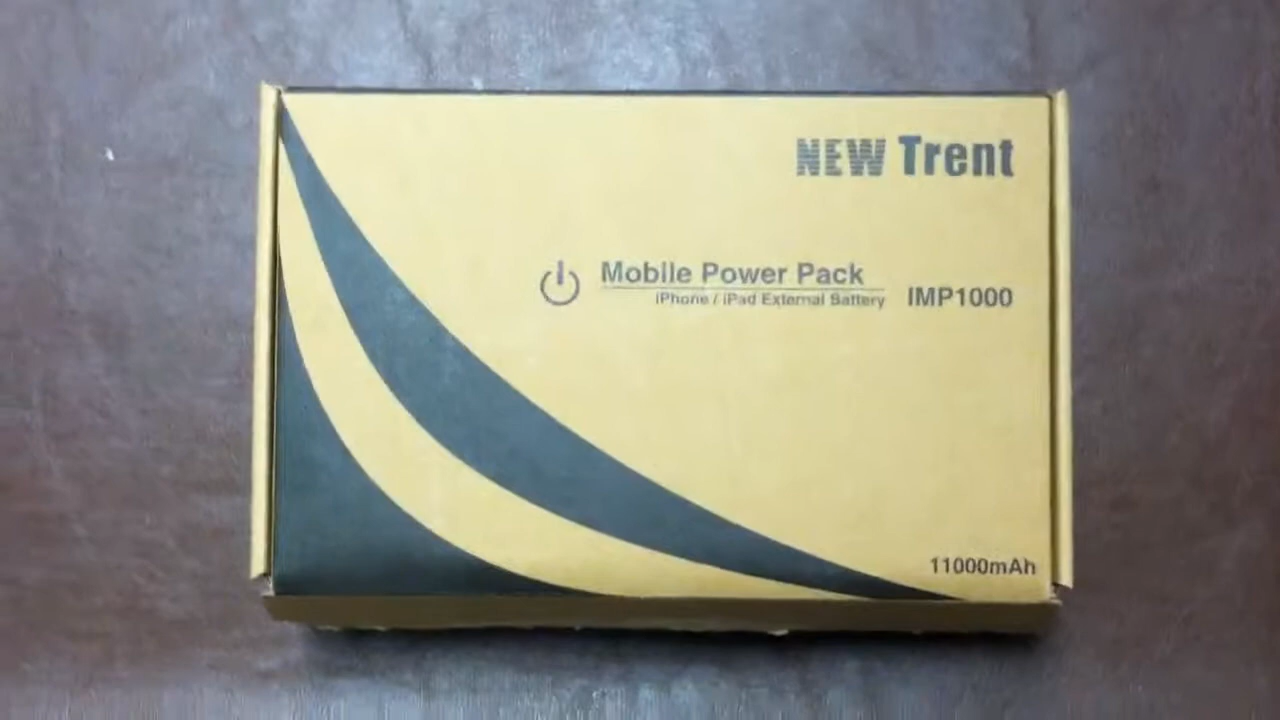 NEW Trent
Mobile Power Pack
iPhone / iPad External Battery IMP1000
11000mAh